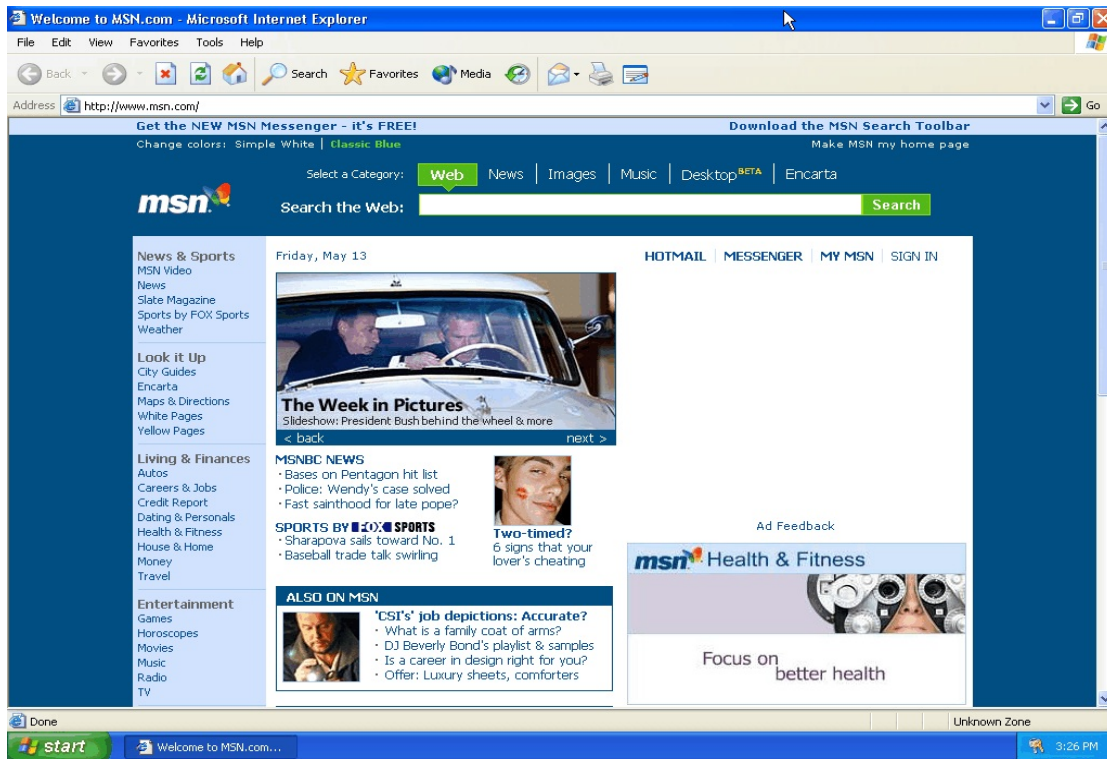 Welcome to MSN.com - Microsoft Internet Explorer
File Edit View Favorites Tools Help
Back Search Favorites Media
Address http://www.msn.com/ Go
Get the NEW MSN Messenger - it's FREE! Download the MSN Search Toolbar
Change colors: Simple White | Classic Blue Make MSN my home page
Select a Category: Web News | Images | Music | Desktop BETA | Encarta
msn
Search the Web: Search
News & Sports
MSN Video
News
Slate Magazine
Sports by FOX Sports
Weather
Look it Up
City Guides
Encarta
Maps & Directions
White Pages
Yellow Pages
Living & Finances
Autos
Careers & Jobs
Credit Report
Dating & Personals
Health & Fitness
House & Home
Money
Travel
Entertainment
Games
Horoscopes
Movies
Music
Radio
TV
Friday, May 13
The Week in Pictures
Slideshow: President Bush behind the wheel & more
< back next >
MSNBC NEWS
· Bases on Pentagon hit list
· Police: Wendy's case solved
· Fast sainthood for late pope?
SPORTS BY FOX SPORTS
· Sharapova sails toward No. 1
· Baseball trade talk swirling
Two-timed?
6 signs that your
lover's cheating
ALSO ON MSN
'CSI's' job depictions: Accurate?
· What is a family coat of arms?
· DJ Beverly Bond's playlist & samples
· Is a career in design right for you?
· Offer: Luxury sheets, comforters
HOTMAIL | MESSENGER | MY MSN | SIGN IN
Ad Feedback
msn Health & Fitness
Focus on
better health
Done Unknown Zone
start Welcome to MSN.com... 3:26 PM